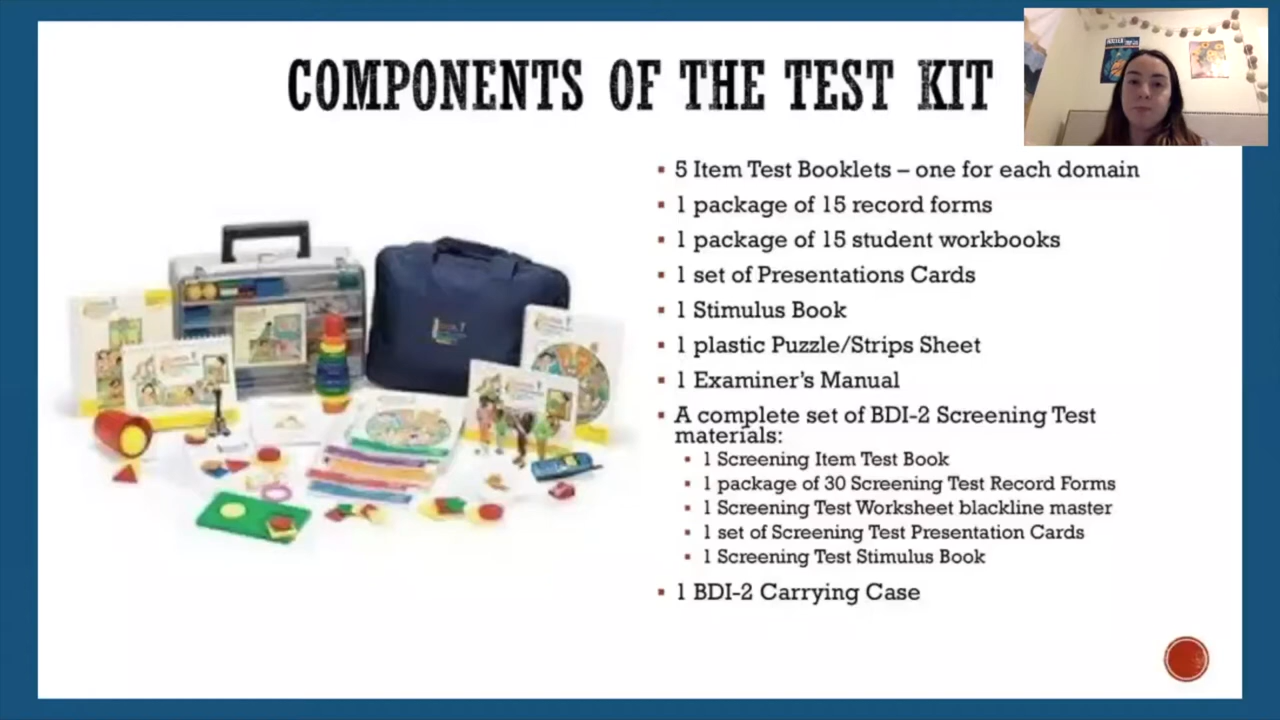 COMPONENTS OF THE TEST KIT
▪ 5 Item Test Booklets – one for each domain
▪ 1 package of 15 record forms
▪ 1 package of 15 student workbooks
▪ 1 set of Presentations Cards
▪ 1 Stimulus Book
▪ 1 plastic Puzzle/Strips Sheet
▪ 1 Examiner's Manual
▪ A complete set of BDI-2 Screening Test
materials:
▪ 1 Screening Item Test Book
▪ 1 package of 30 Screening Test Record Forms
▪ 1 Screening Test Worksheet blackline master
▪ 1 set of Screening Test Presentation Cards
▪ 1 Screening Test Stimulus Book
▪ 1 BDI-2 Carrying Case